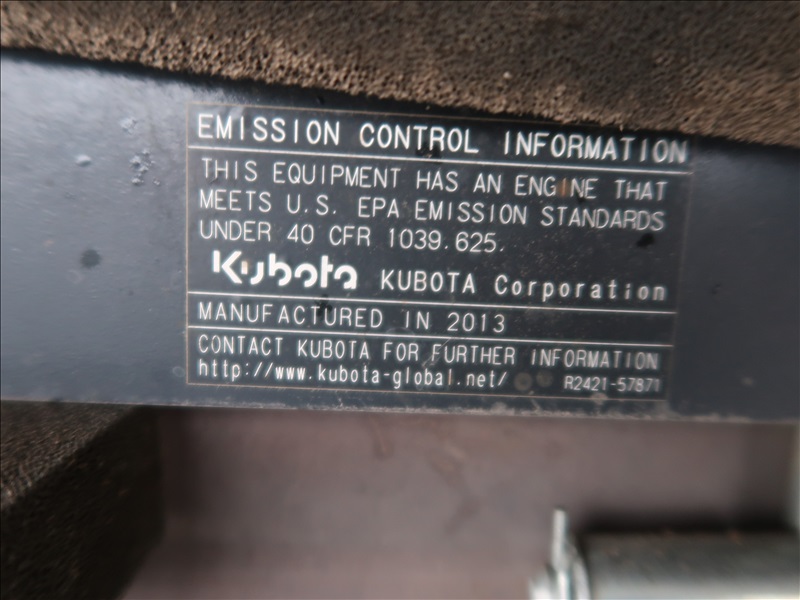 EMISSION CONTROL INFORMATION
THIS EQUIPMENT HAS AN ENGINE THAT
MEETS U.S. EPA EMISSION STANDARDS
UNDER 40 CFR 1039.625.
Kubota KUBOTA Corporation
MANUFACTURED IN 2013
CONTACT KUBOTA FOR FURTHER INFORMATION
http://www.kubota-global.net/ R2421-57871